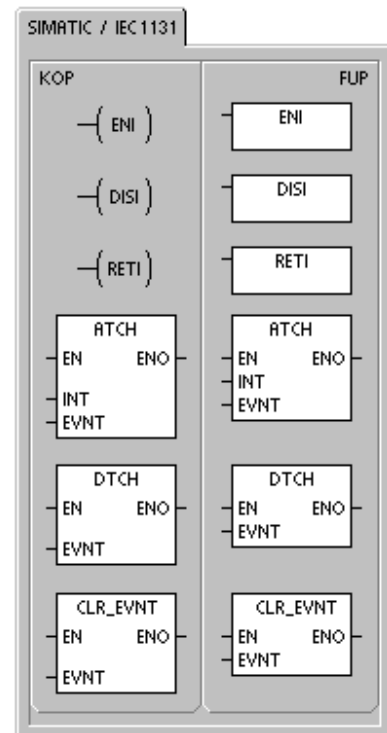 SIMATIC / IEC1131
KOP
FUP
ENI
ENI
DISI
DISI
RETI
RETI
ATCH
EN ENO
INT
EVNT
ATCH
EN ENO
INT
EVNT
DTCH
EN ENO
EVNT
DTCH
EN ENO
EVNT
CLR_EVNT
EN ENO
EVNT
CLR_EVNT
EN ENO
EVNT